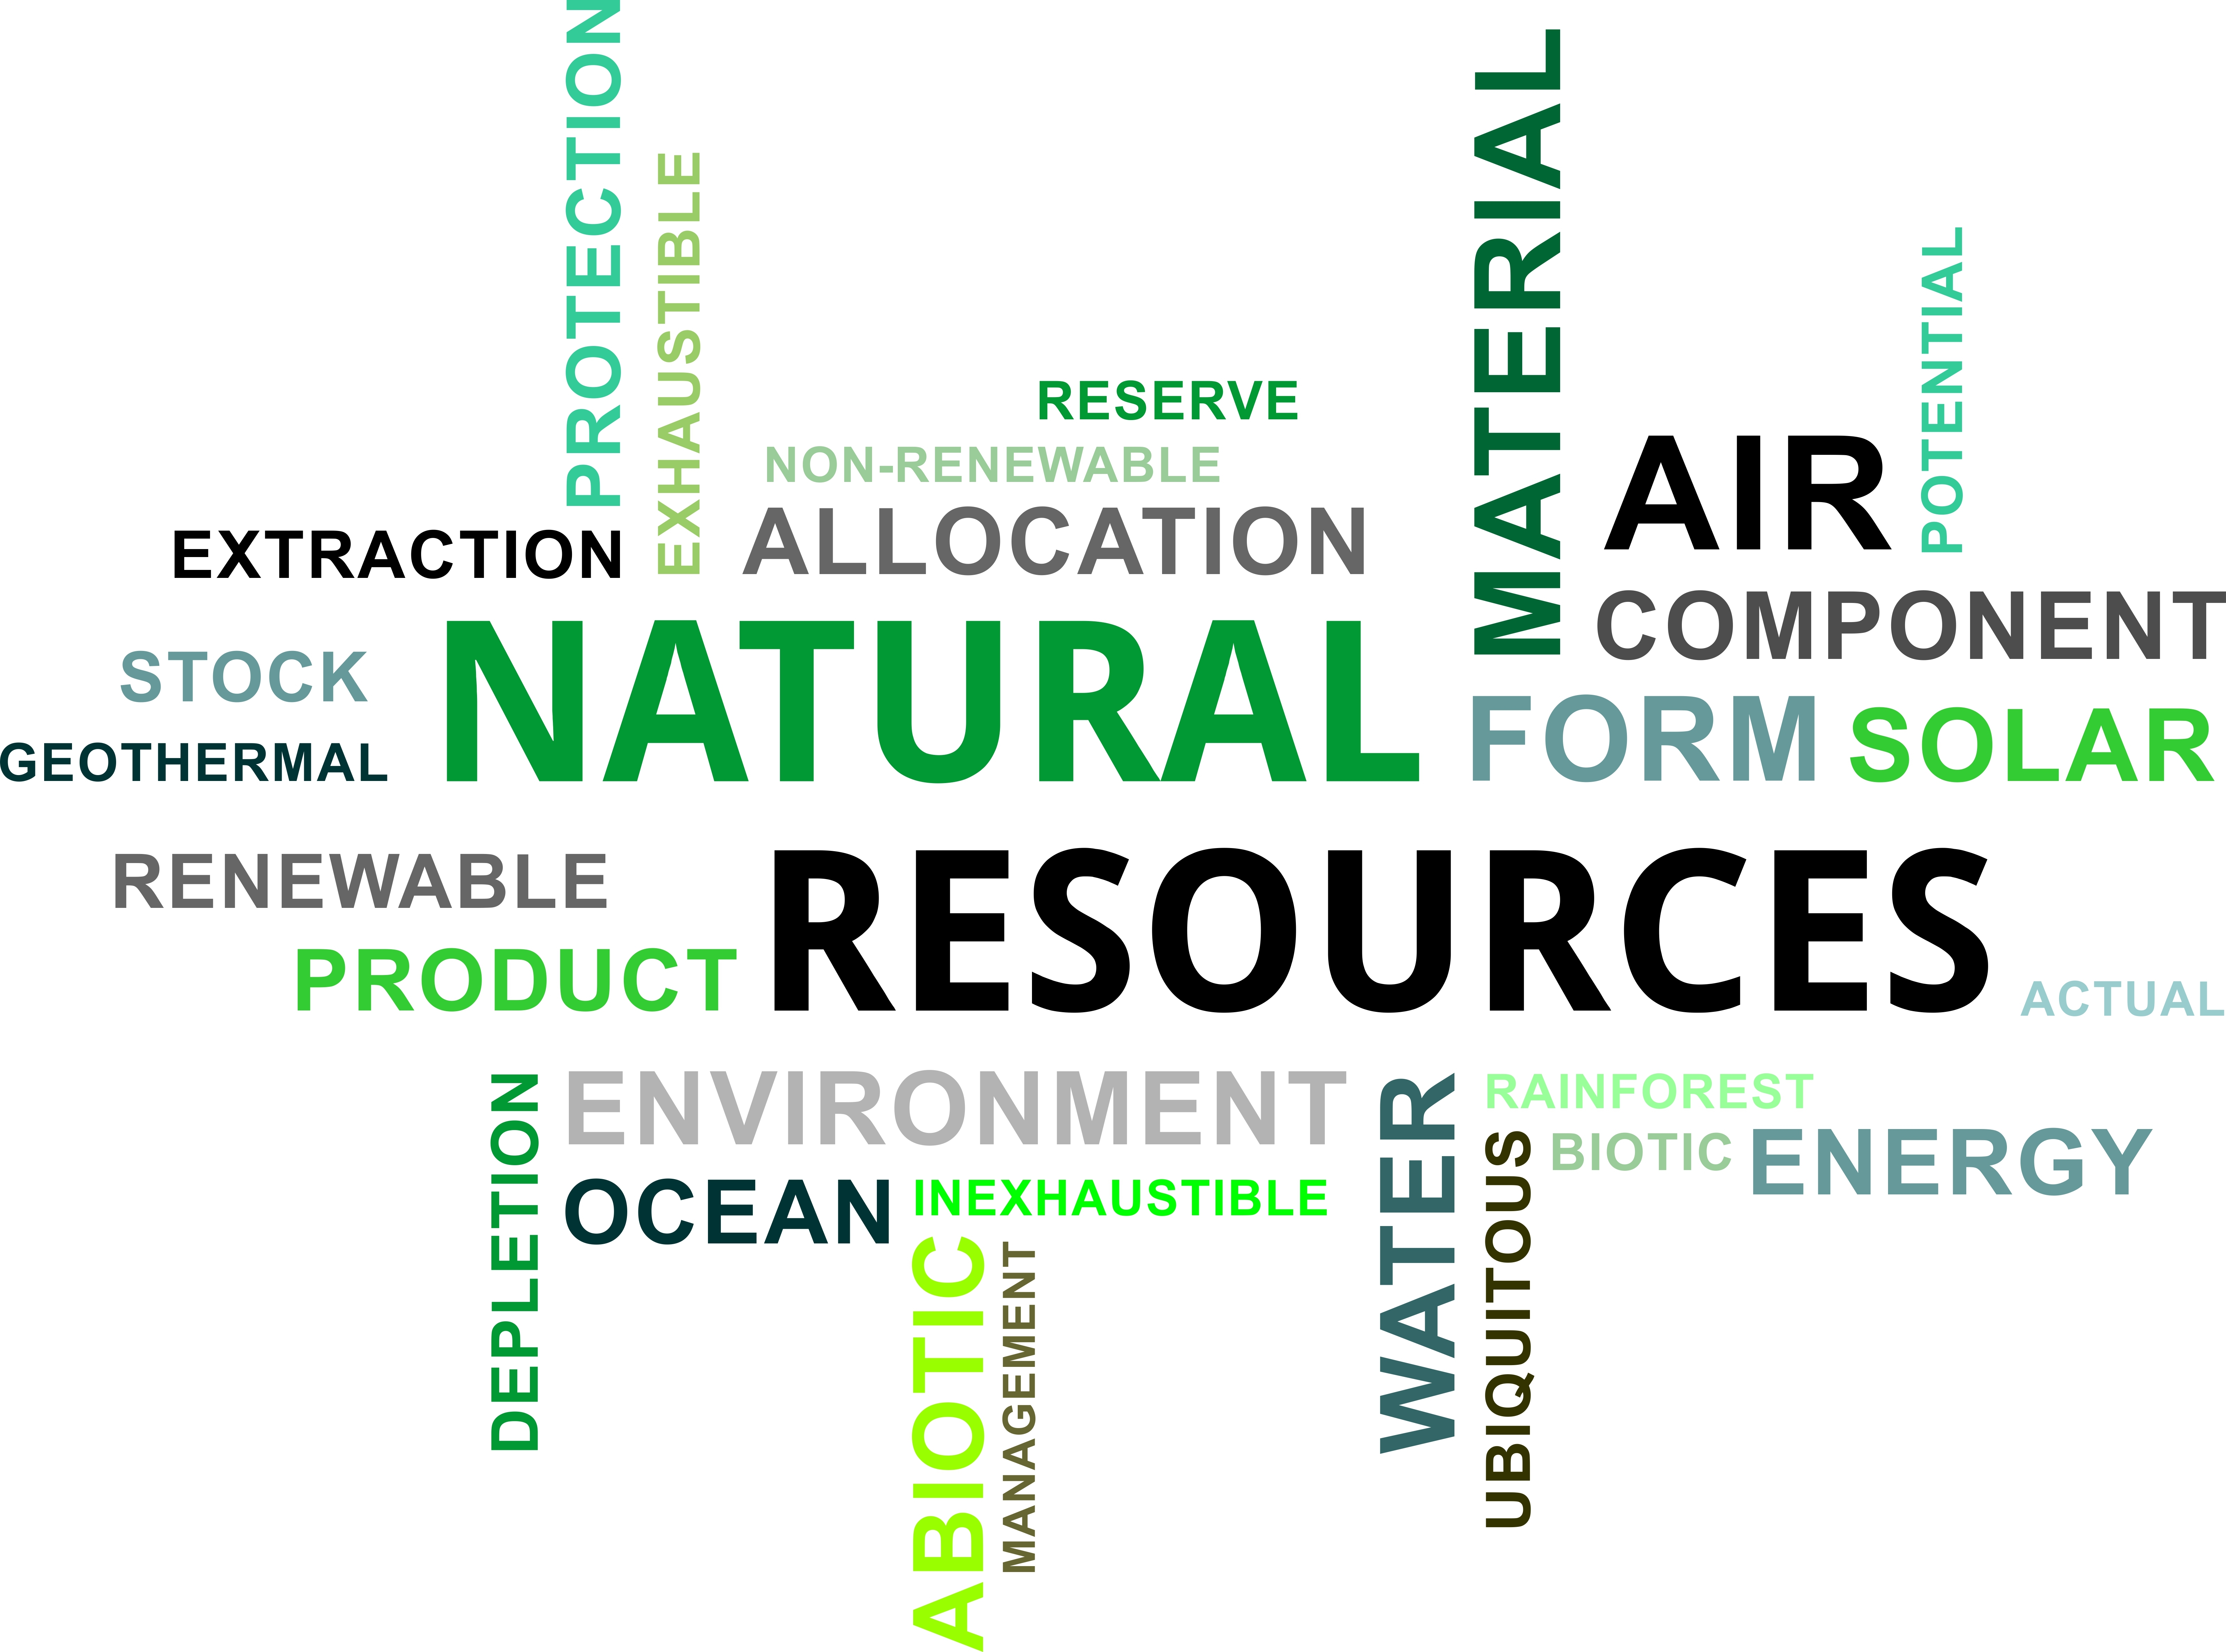 PROTECTION
EXHAUSTIBLE
MATERIAL
POTENTIAL
RESERVE
NON-RENEWABLE
AIR
EXTRACTION
ALLOCATION
COMPONENT
STOCK
NATURAL
FORM
SOLAR
GEOTHERMAL
RENEWABLE
RESOURCES
PRODUCT
ACTUAL
DEPLETION
ENVIRONMENT
WATER
RAINFOREST
UBIQUITOUS
BIOTIC
ENERGY
OCEAN
INEXHAUSTIBLE
ABIOTIC
MANAGEMENT